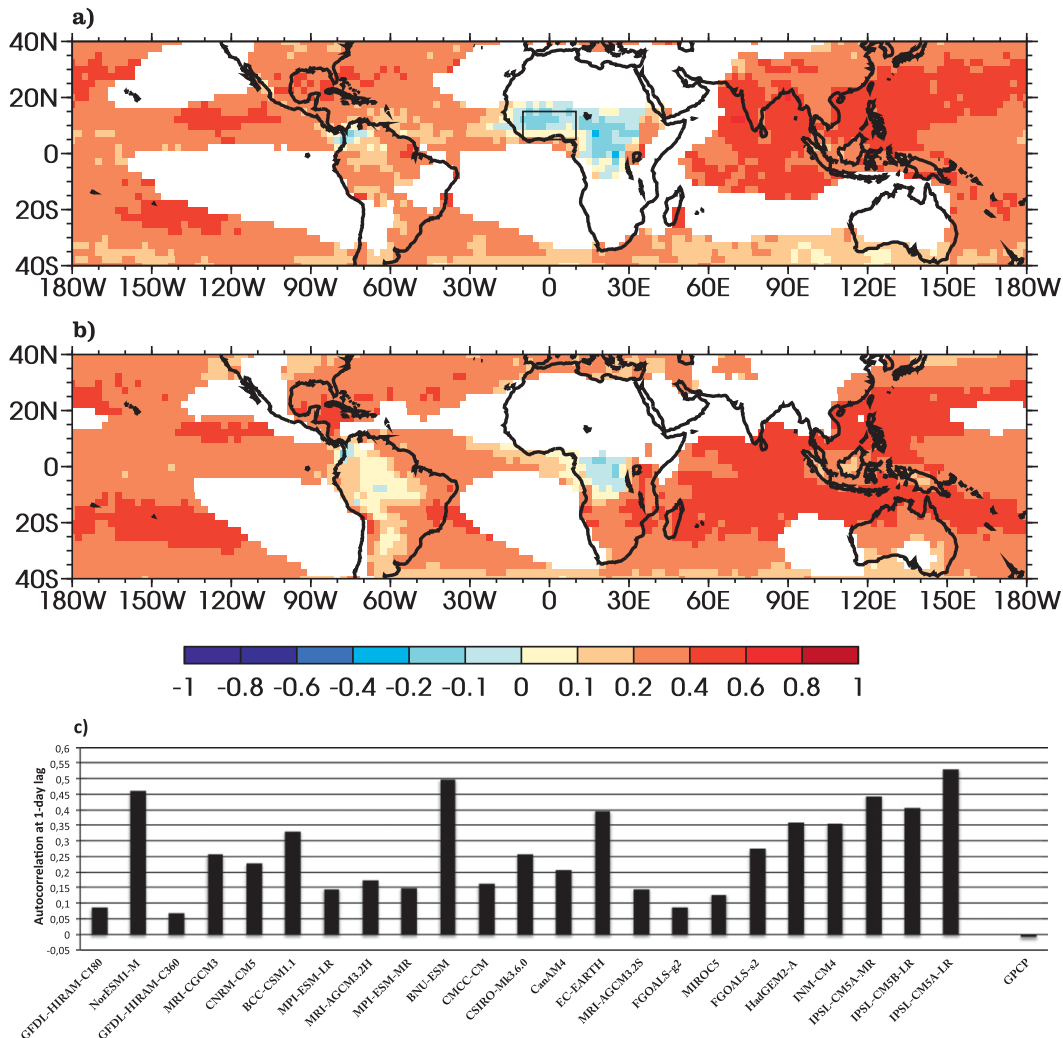 a)
40N
20N
0
20S
40S
180W 150W 120W 90W 60W 30W 0 30E 60E 90E 120E 150E 180W
b)
40N
20N
0
20S
40S
180W 150W 120W 90W 60W 30W 0 30E 60E 90E 120E 150E 180W
-1 -0.8 -0.6 -0.4 -0.2 -0.1 0 0.1 0.2 0.4 0.6 0.8 1
c)
Autocorrelation at 1-day lag
0,6
0,55
0,5
0,45
0,4
0,35
0,3
0,25
0,2
0,15
0,1
0,05
0
-0,05
GFDL-HIRAM-C180
NorESM1-M
GFDL-HIRAM-C360
MRI-CGCM3
CNRM-CM5
BCC-CSM1.1
MPI-ESM-LR
MRI-AGCM3.2H
MPI-ESM-MR
BNU-ESM
CMCC-CM
CSIRO-Mk3.6.0
CanAM4
EC-EARTH
MRI-AGCM3.2S
FGOALS-g2
MIROC5
FGOALS-s2
HadGEM2-A
INM-CM4
IPSL-CM5A-MR
IPSL-CM5B-LR
IPSL-CM5A-LR
GPCP